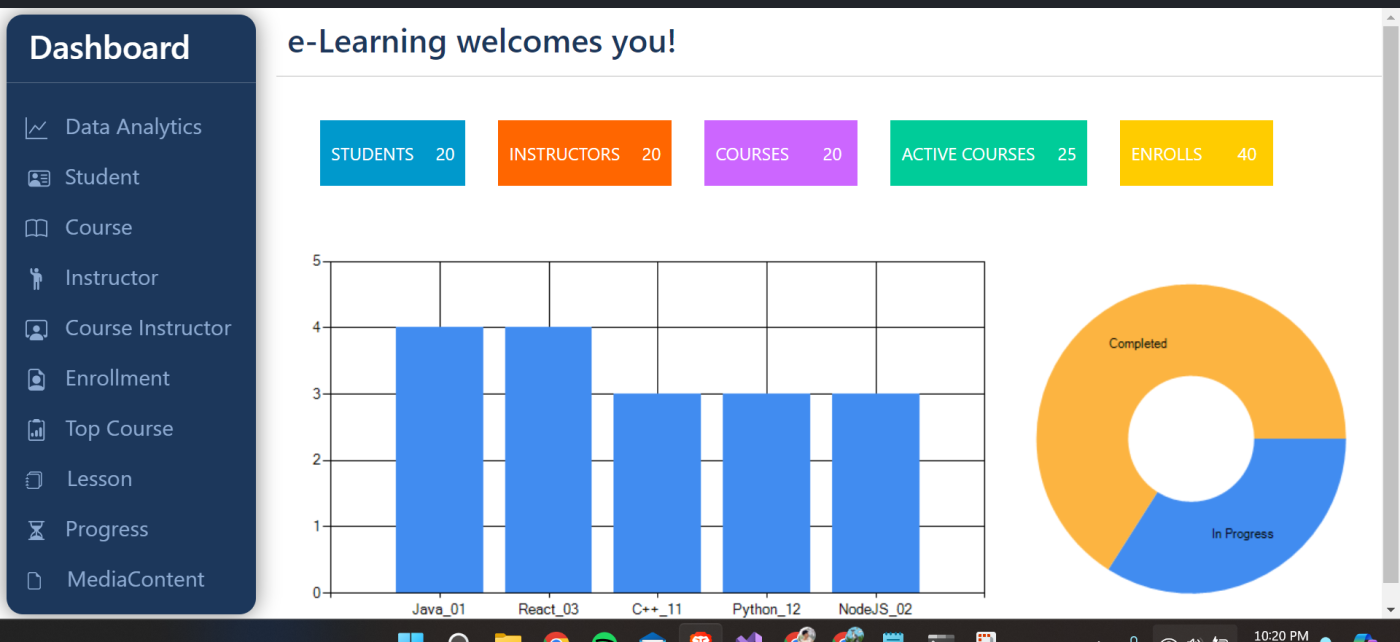 Dashboard
e-Learning welcomes you!
Data Analytics
Student
Course
Instructor
Course Instructor
Enrollment
Top Course
Lesson
Progress
MediaContent
STUDENTS 20
INSTRUCTORS 20
COURSES 20
ACTIVE COURSES 25
ENROLLS 40
5
4
3
2
1
0
Java_01 React_03 C++_11 Python_12 NodeJS_02
Completed
In Progress
10:20 PM